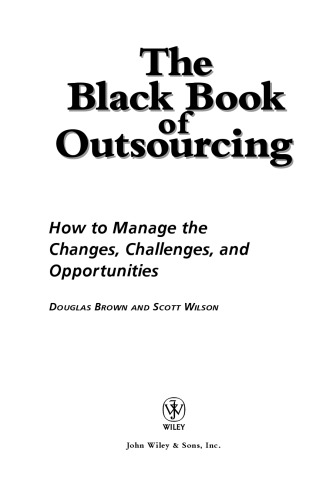 The
Black Book
of
Outsourcing
How to Manage the
Changes, Challenges, and
Opportunities
Douglas Brown and Scott Wilson
WILEY
John Wiley & Sons, Inc.